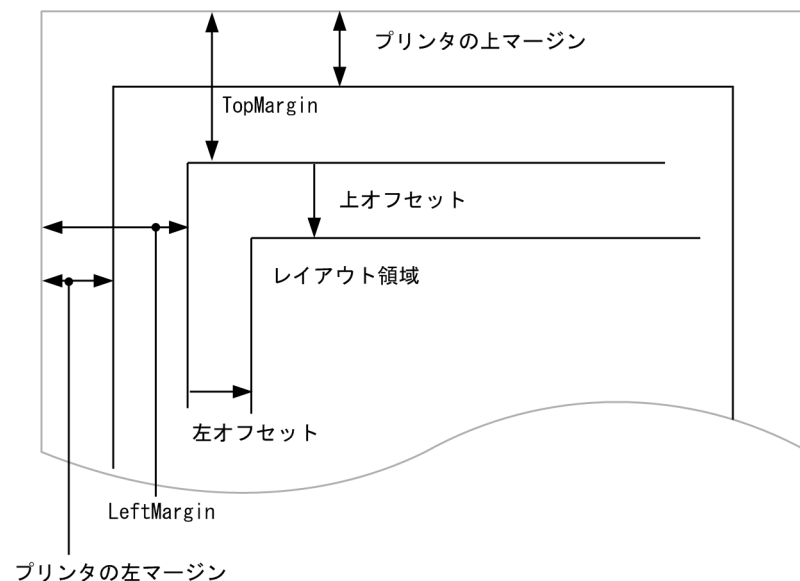 プリンタの上マージン
TopMargin
上オフセット
レイアウト領域
左オフセット
LeftMargin
プリンタの左マージン